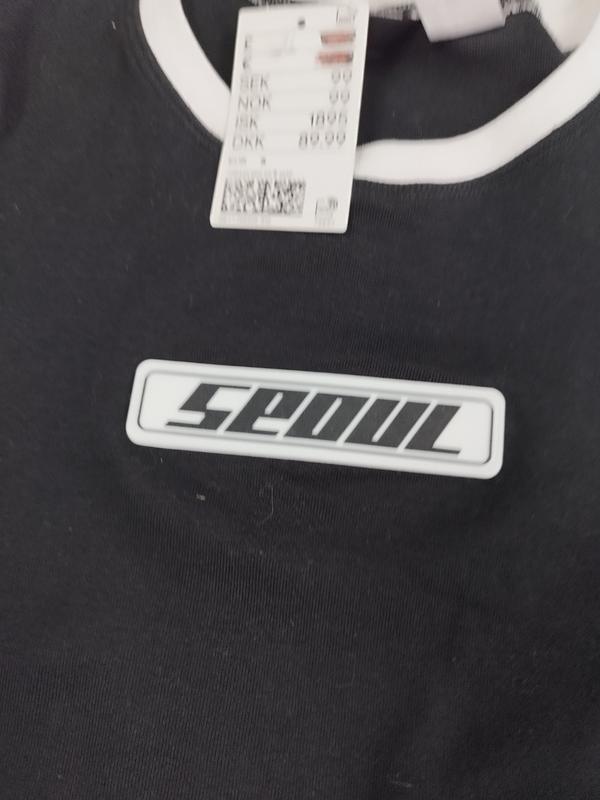 SEK 99
NOK 99
ISK 1895
DKK 89.99
SEOUL